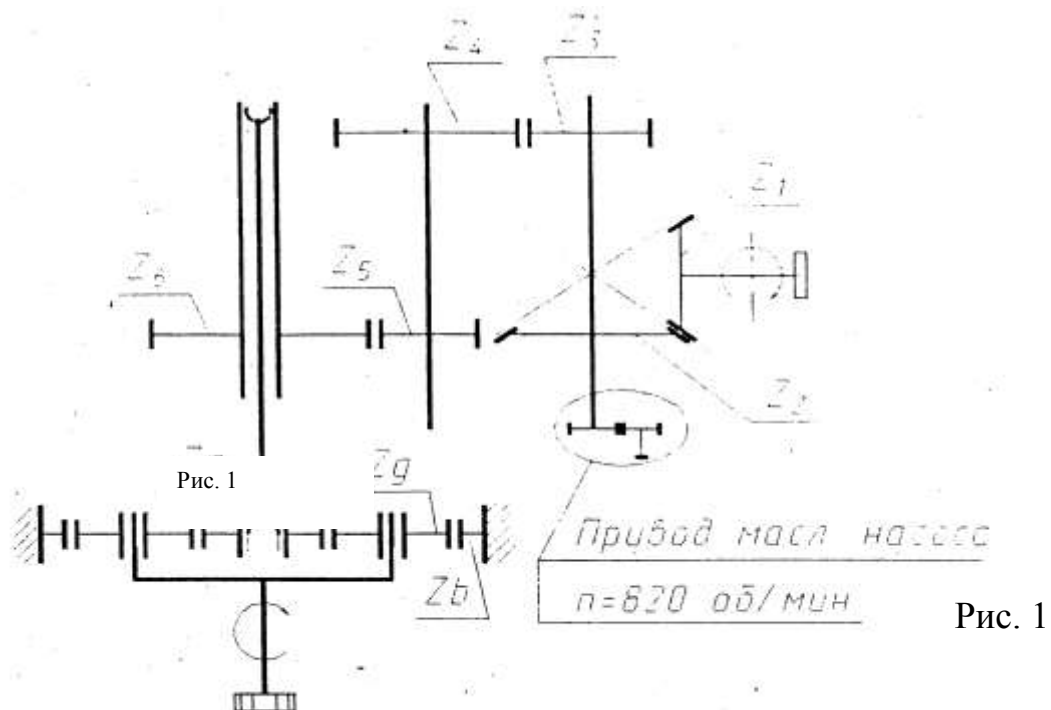 Z4
Z3
Z1
Z6
Z5
Z2
Рис. 1
Zg
Zb
Привод масл насоса
n=620 об/мин
Рис. 1